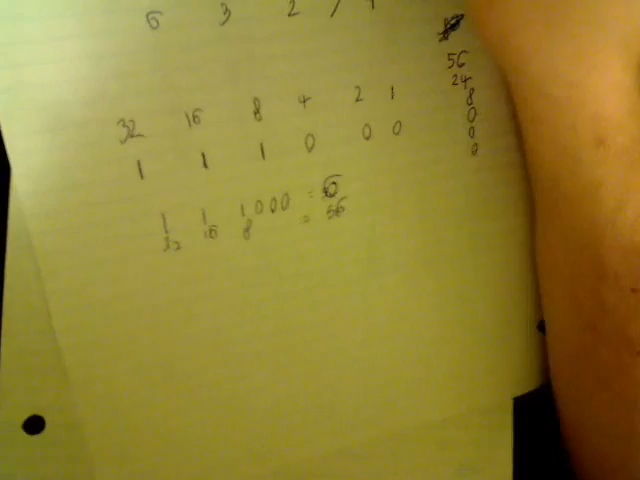 6 3 2 1
56
24
8
0
0
0
32 16 8 4 2 1
1 1 1 0 0 0
1 1 1 0 0 0 =
32 16 8 = 56